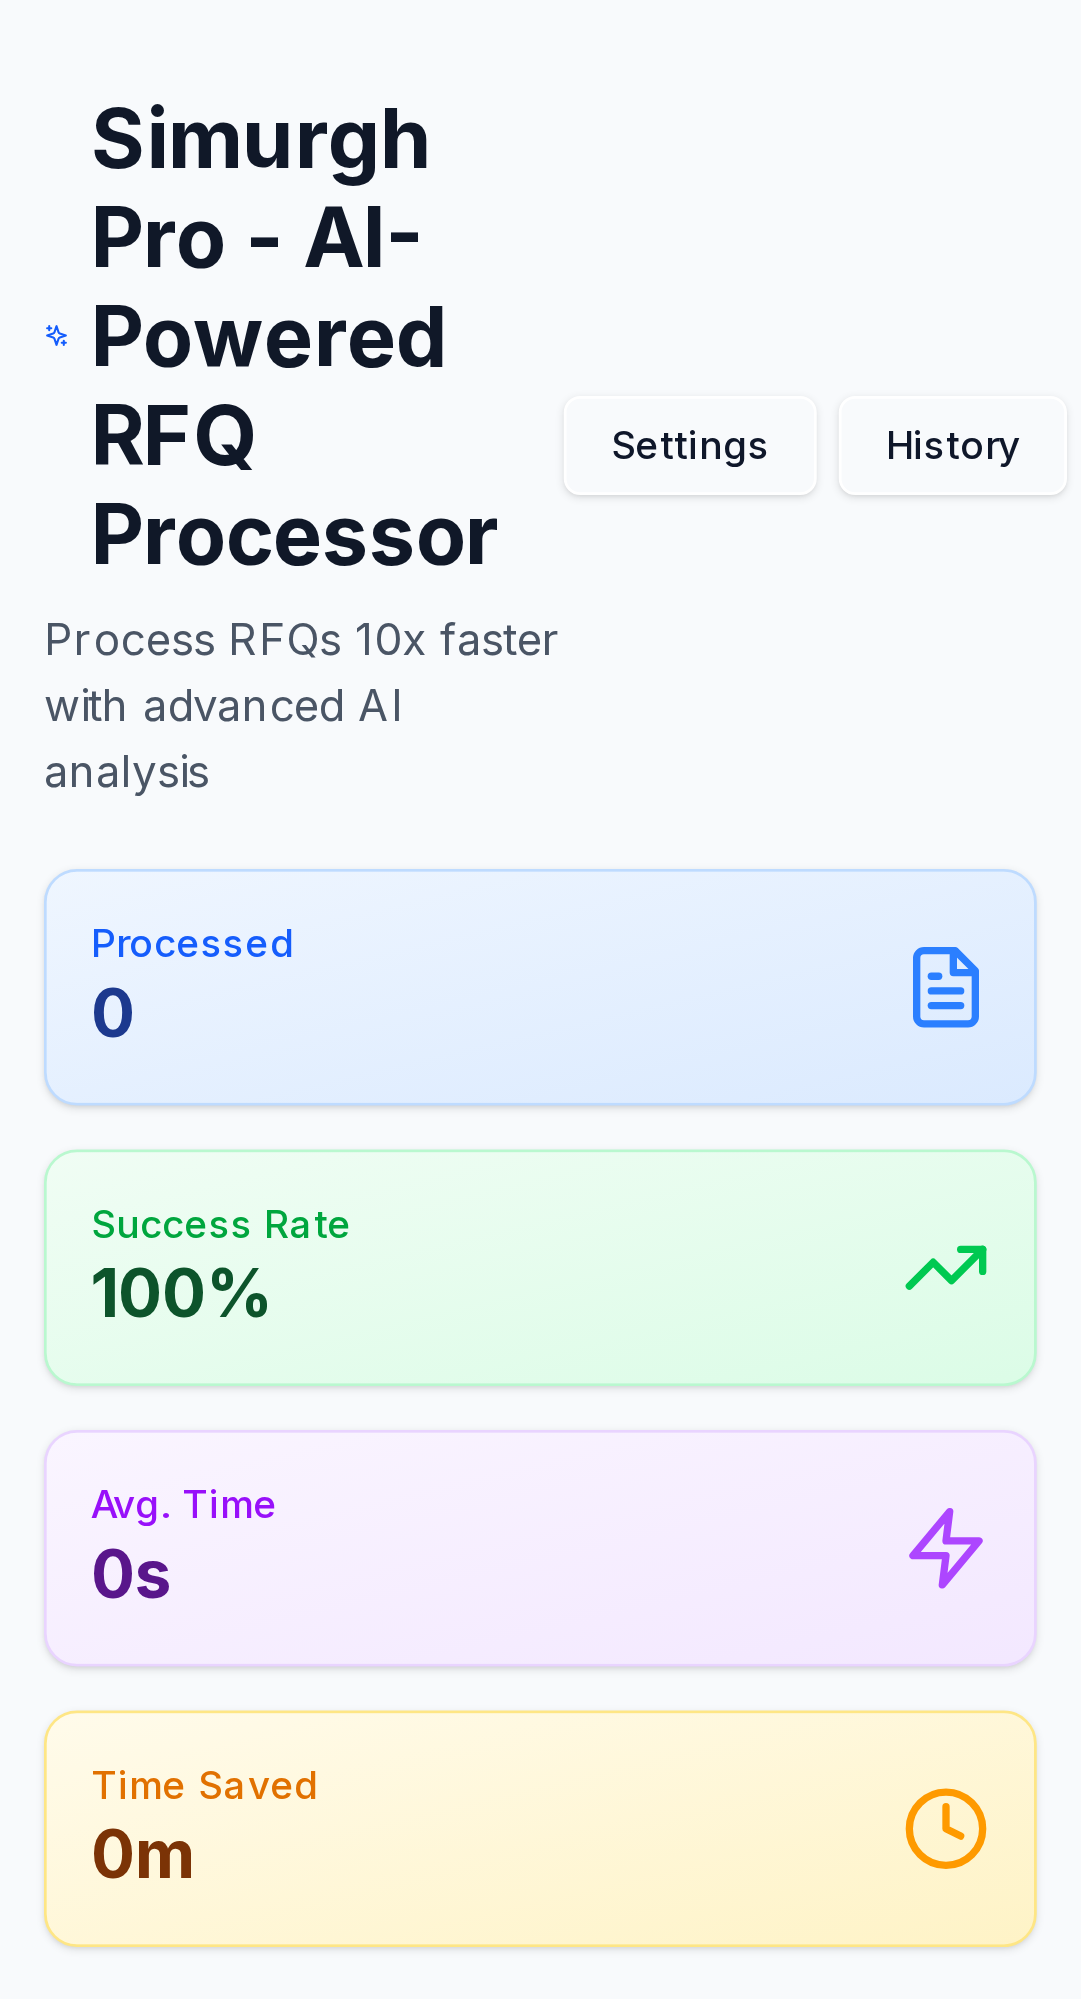 Simurgh
Pro - AI-
Powered
RFQ
Processor
Settings
History
Process RFQs 10x faster
with advanced AI
analysis
Processed
0
Success Rate
100%
Avg. Time
0s
Time Saved
0m